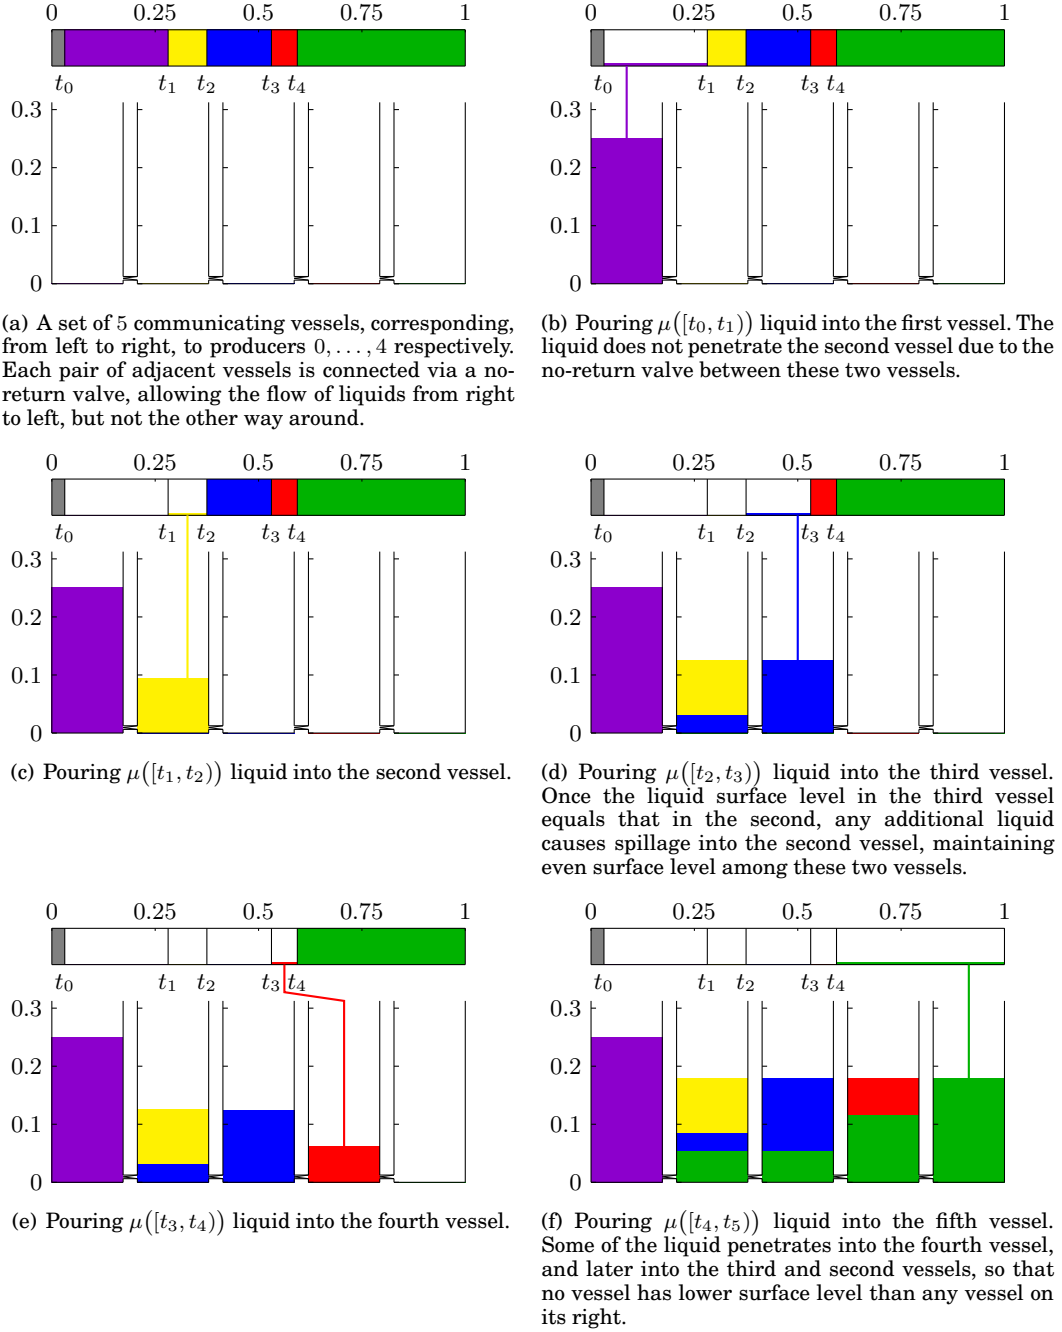 0 0.25 0.5 0.75 1
t0 t1 t2 t3 t4
0.3
0.2
0.1
0
(a) A set of 5 communicating vessels, corresponding,
from left to right, to producers 0, . . . , 4 respectively.
Each pair of adjacent vessels is connected via a no-
return valve, allowing the flow of liquids from right
to left, but not the other way around.
0 0.25 0.5 0.75 1
t0 t1 t2 t3 t4
0.3
0.2
0.1
0
(b) Pouring μ([t0, t1)) liquid into the first vessel. The
liquid does not penetrate the second vessel due to the
no-return valve between these two vessels.
0 0.25 0.5 0.75 1
t0 t1 t2 t3 t4
0.3
0.2
0.1
0
(c) Pouring μ([t1, t2)) liquid into the second vessel.
0 0.25 0.5 0.75 1
t0 t1 t2 t3 t4
0.3
0.2
0.1
0
(d) Pouring μ([t2, t3)) liquid into the third vessel.
Once the liquid surface level in the third vessel
equals that in the second, any additional liquid
causes spillage into the second vessel, maintaining
even surface level among these two vessels.
0 0.25 0.5 0.75 1
t0 t1 t2 t3 t4
0.3
0.2
0.1
0
(e) Pouring μ([t3, t4)) liquid into the fourth vessel.
0 0.25 0.5 0.75 1
t0 t1 t2 t3 t4
0.3
0.2
0.1
0
(f) Pouring μ([t4, t5)) liquid into the fifth vessel.
Some of the liquid penetrates into the fourth vessel,
and later into the third and second vessels, so that
no vessel has lower surface level than any vessel on
its right.